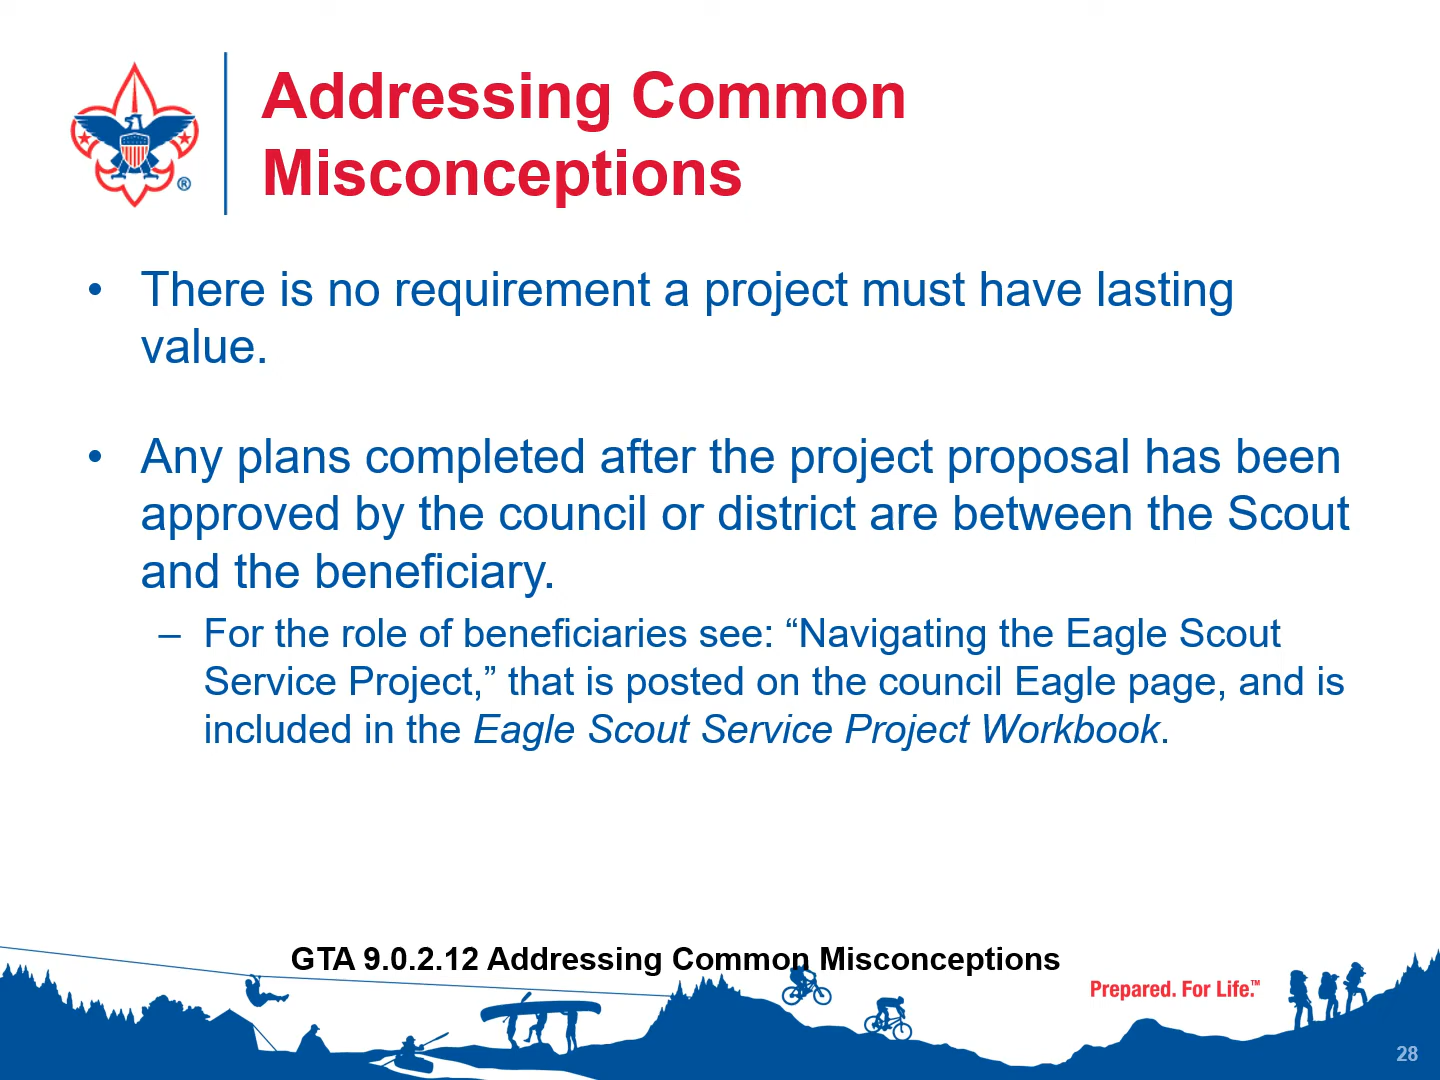 Addressing Common
Misconceptions
®
• There is no requirement a project must have lasting
value.
• Any plans completed after the project proposal has been
approved by the council or district are between the Scout
and the beneficiary.
– For the role of beneficiaries see: “Navigating the Eagle Scout
Service Project,” that is posted on the council Eagle page, and is
included in the Eagle Scout Service Project Workbook.
GTA 9.0.2.12 Addressing Common Misconceptions
Prepared. For Life.™
28